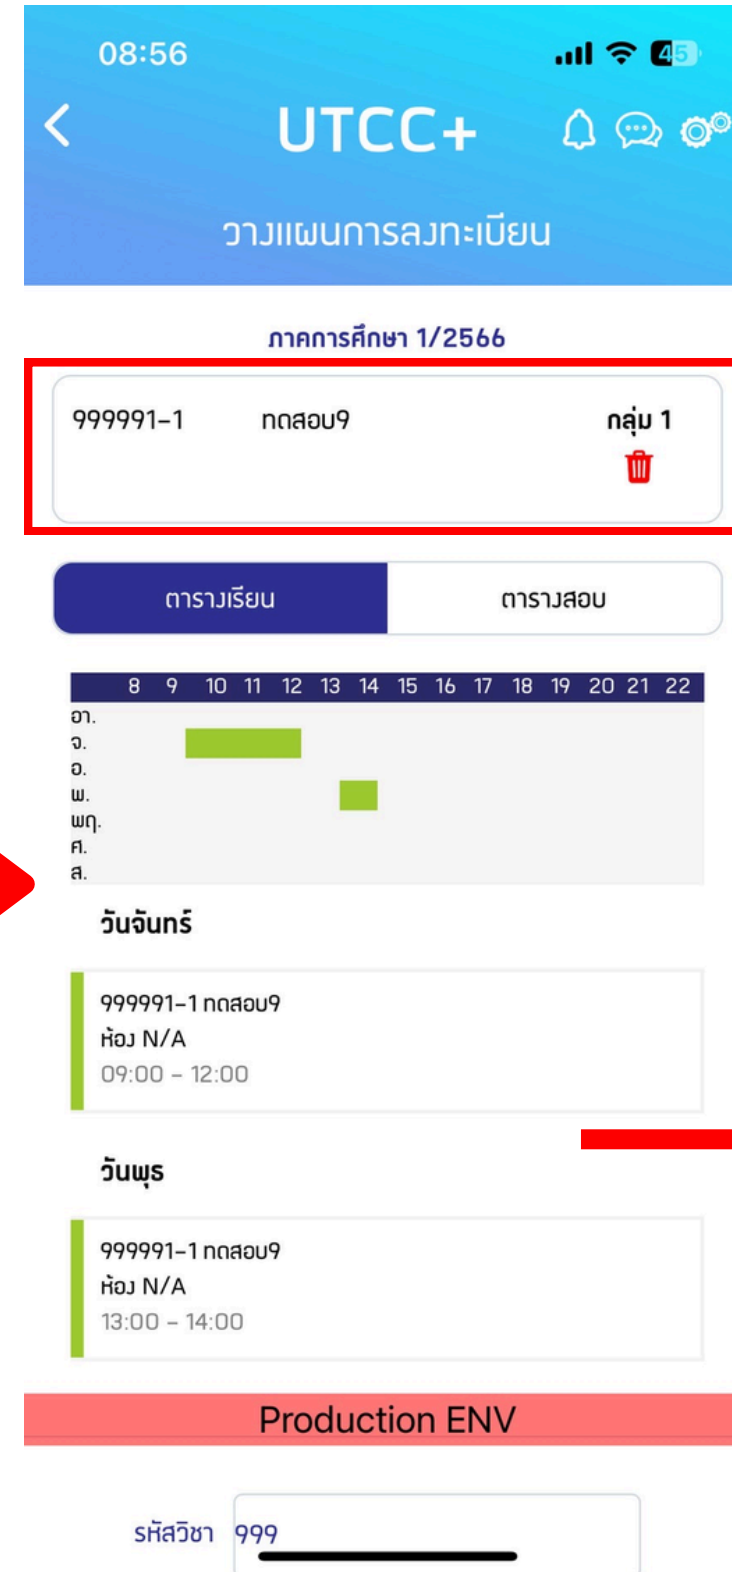 08:56 45
UTCC+
วางแผนการลงทะเบียน
ภาคการศึกษา 1/2566
999991-1 ทดสอบ9 กลุ่ม 1
ตารางเรียน ตารางสอบ
8 9 10 11 12 13 14 15 16 17 18 19 20 21 22
อา.
จ.
อ.
พ.
พฤ.
ศ.
ส.
วันจันทร์
999991-1 ทดสอบ9
ห้อง N/A
09:00 - 12:00
วันพุธ
999991-1 ทดสอบ9
ห้อง N/A
13:00 - 14:00
Production ENV
รหัสวิชา 999